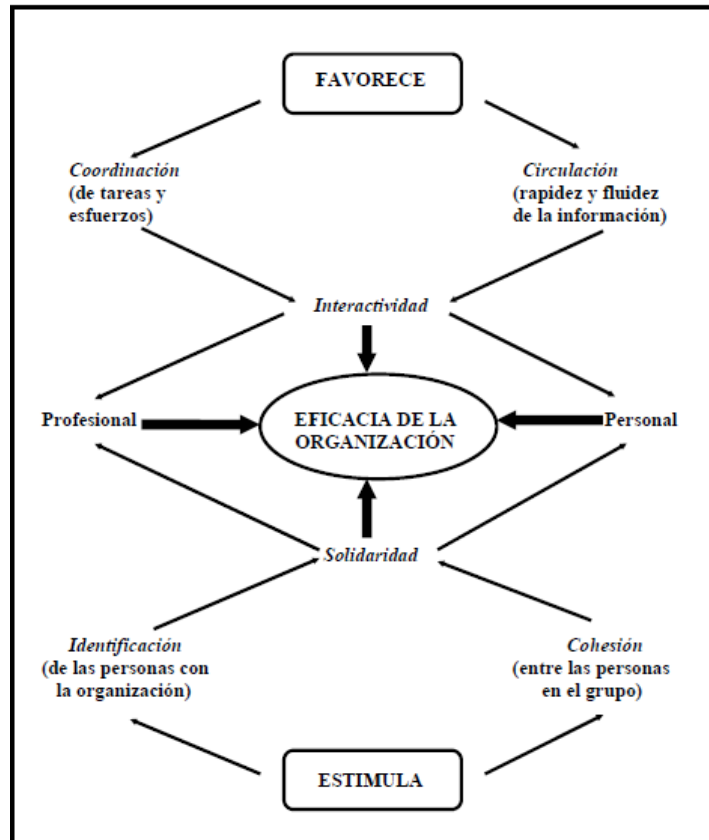 FAVORECE
Coordinación
(de tareas y
esfuerzos)
Circulación
(rapidez y fluidez
de la información)
Interactividad
Profesional
EFICACIA DE LA
ORGANIZACIÓN
Personal
Solidaridad
Identificación
(de las personas con
la organización)
Cohesión
(entre las personas
en el grupo)
ESTIMULA